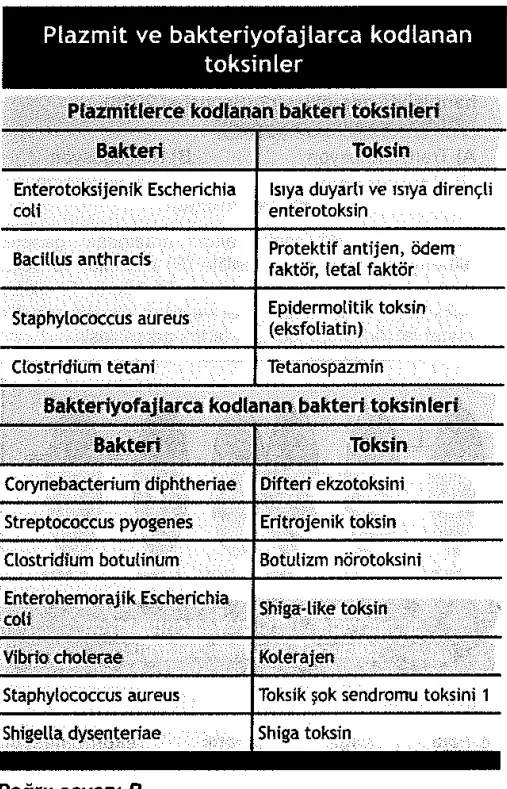 Plazmit ve bakteriyofajlarca kodlanan
toksinler
Plazmitlerce kodlanan bakteri toksinleri
Bakteri Toksin
Enterotoksijenik Escherichia
coli
Isıya duyarlı ve ısıya dirençli
enterotoksin
Bacillus anthracis
Protektif antijen, ödem
faktör, letal faktör
Staphylococcus aureus
Epidermolitik toksin
(eksfoliatin)
Clostridium tetani Tetanospazmin
Bakteriyofajlarca kodlanan bakteri toksinleri
Bakteri Toksin
Corynebacterium diphtheriae Difteri ekzotoksini
Streptococcus pyogenes Eritrojenik toksin
Clostridium botulinum Botulizm nörotoksini
Enterohemorajik Escherichia
coli
Shiga-like toksin
Vibrio cholerae Kolerajen
Staphylococcus aureus Toksik şok sendromu toksini 1
Shigella dysenteriae Shiga toksin